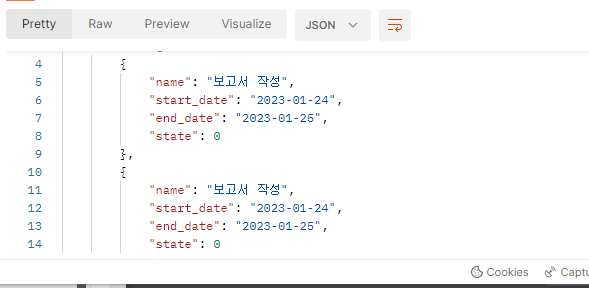 Pretty Raw Preview Visualize JSON
4 {
5 "name": "보고서 작성",
6 "start_date": "2023-01-24",
7 "end_date": "2023-01-25",
8 "state": 0
9 },
10 {
11 "name": "보고서 작성",
12 "start_date": "2023-01-24",
13 "end_date": "2023-01-25",
14 "state": 0
Cookies Captu